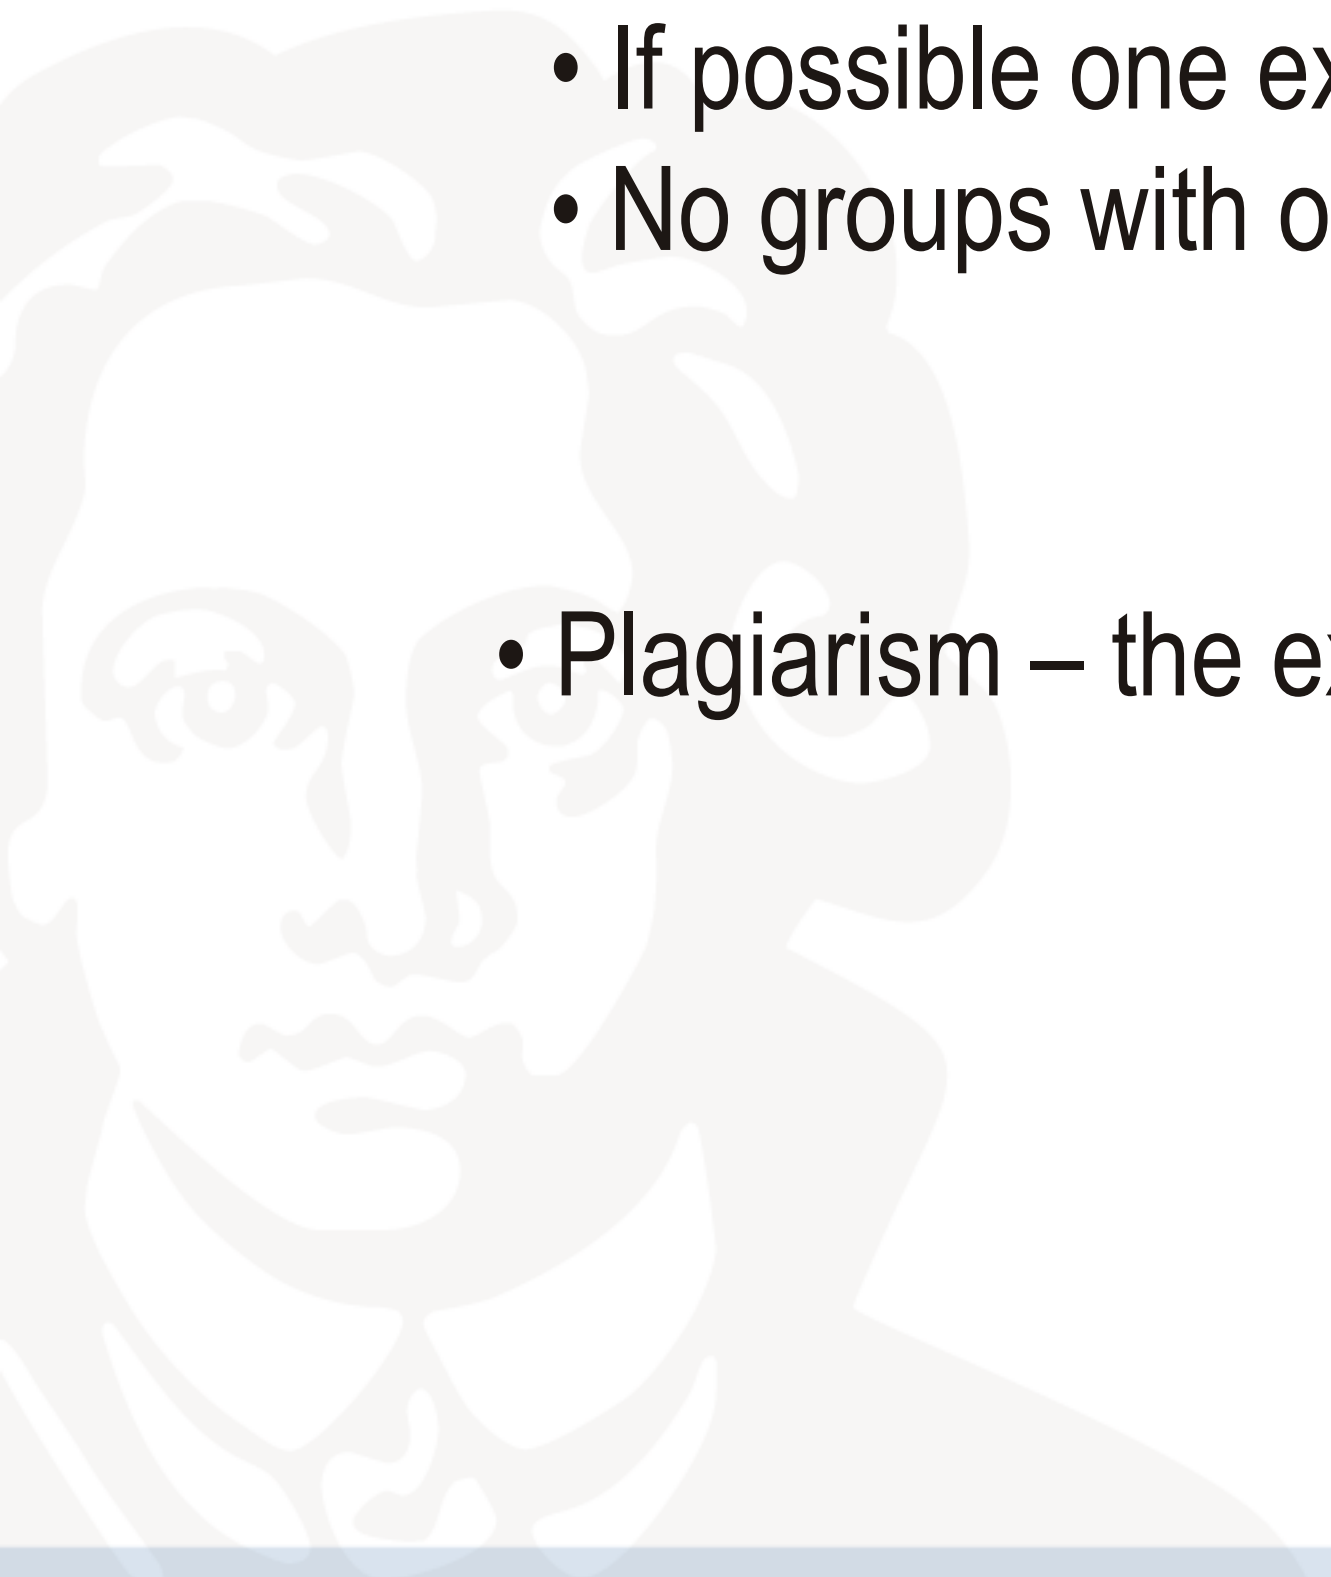 • If possible one ex
• No groups with o
• Plagiarism – the ex